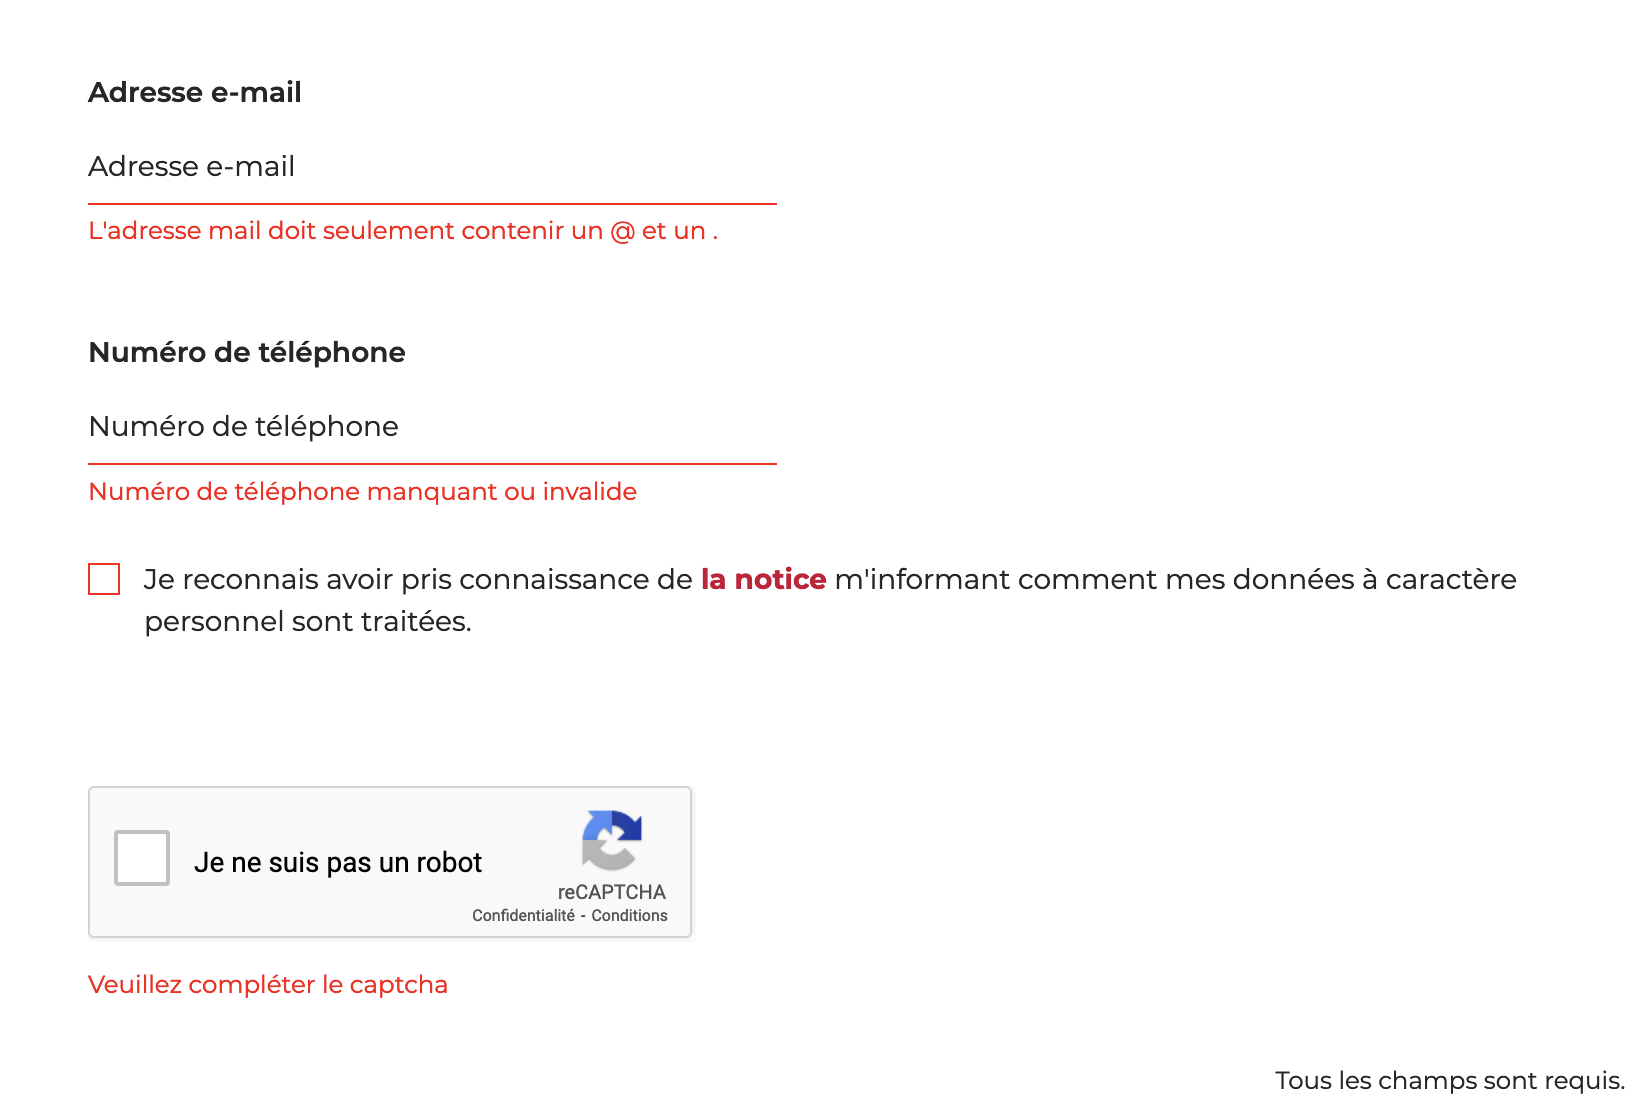 Adresse e-mail
Adresse e-mail
L'adresse mail doit seulement contenir un @ et un .
Numéro de téléphone
Numéro de téléphone
Numéro de téléphone manquant ou invalide
Je reconnais avoir pris connaissance de la notice m'informant comment mes données à caractère
personnel sont traitées.
Je ne suis pas un robot
reCAPTCHA
Confidentialité - Conditions
Veuillez compléter le captcha
Tous les champs sont requis.